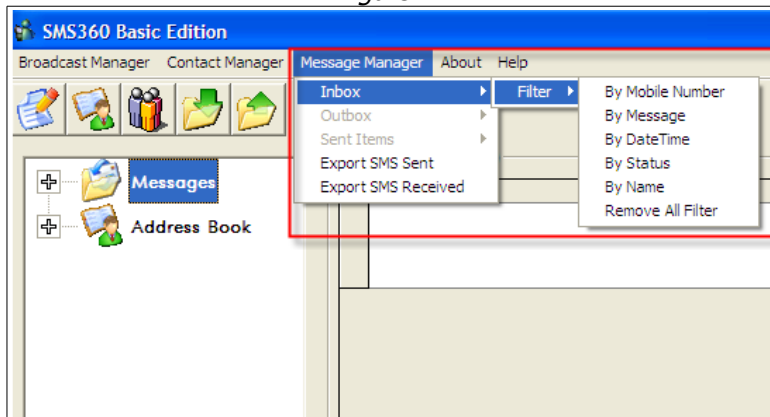 SMS360 Basic Edition
Broadcast Manager Contact Manager Message Manager About Help
Inbox Filter By Mobile Number
Outbox By Message
Sent Items By DateTime
Export SMS Sent By Status
Export SMS Received By Name
Remove All Filter
Messages
Address Book